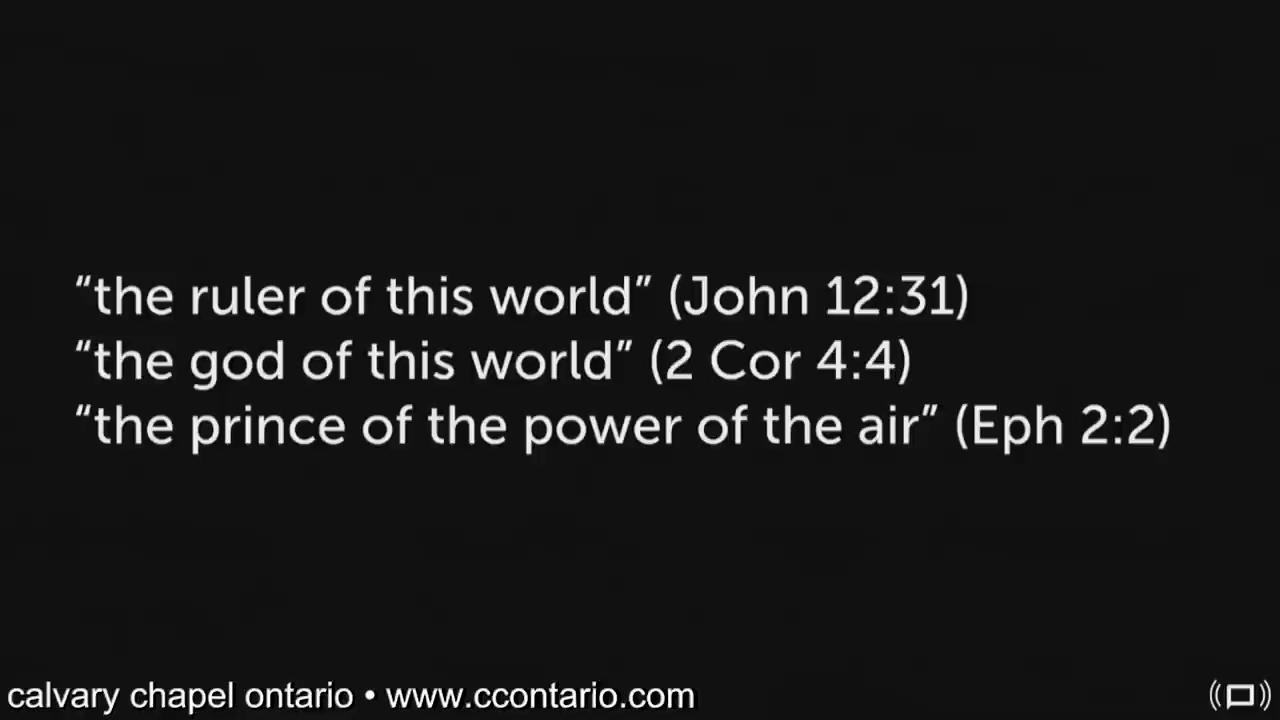 “the ruler of this world” (John 12:31)
“the god of this world” (2 Cor 4:4)
“the prince of the power of the air” (Eph 2:2)
calvary chapel ontario • www.ccontario.com